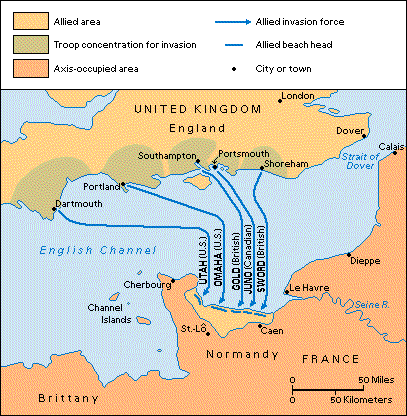 Allied area
Troop concentration for invasion
Axis-occupied area
Allied invasion force
Allied beach head
City or town
London
UNITED KINGDOM
England
Dover
Southampton
Portsmouth
Shoreham
Calais
Strait of
Dover
Portland
Dartmouth
UTAH (U.S.)
OMAHA (U.S.)
GOLD (British)
JUNO (Canadian)
SWORD (British)
English Channel
Dieppe
Cherbourg
Le Havre
Seine R.
Channel
Islands
St.-Lô
Caen
Normandy
FRANCE
Brittany
0 50 Miles
0 50 Kilometers